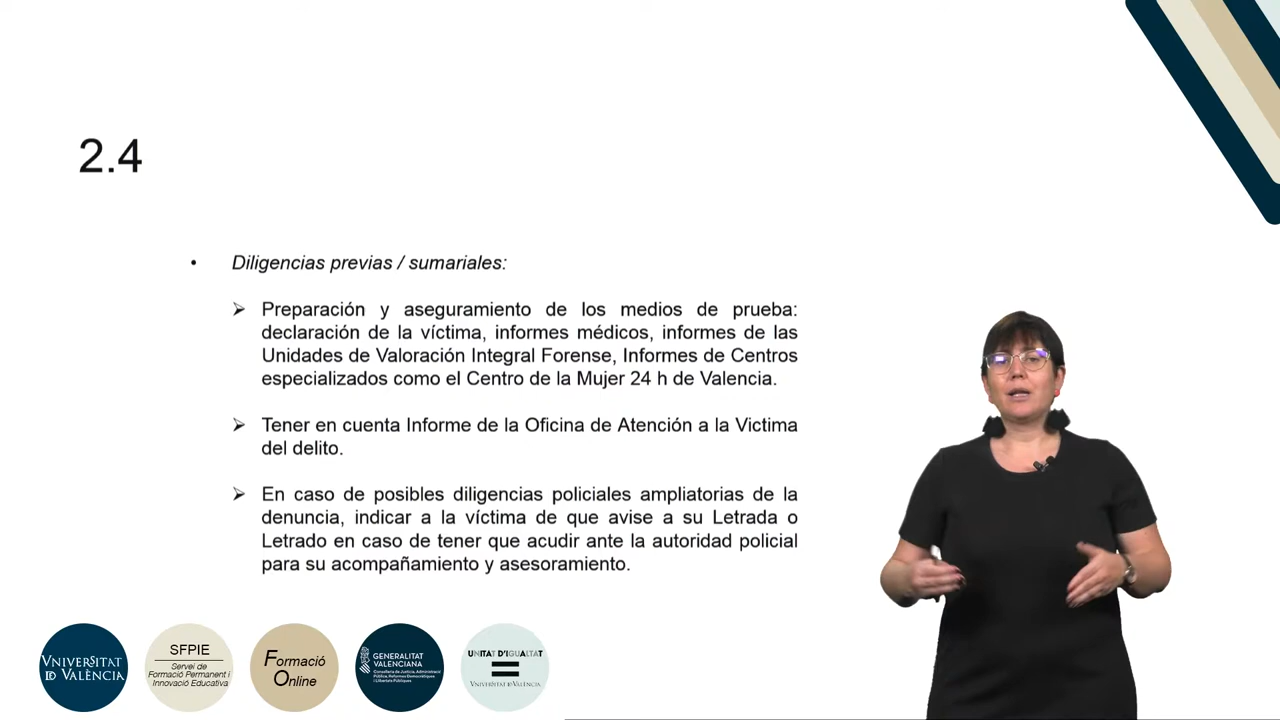 2.4
• Diligencias previas / sumariales:
➢ Preparación y aseguramiento de los medios de prueba:
declaración de la víctima, informes médicos, informes de las
Unidades de Valoración Integral Forense, Informes de Centros
especializados como el Centro de la Mujer 24 h de Valencia.
➢ Tener en cuenta Informe de la Oficina de Atención a la Victima
del delito.
➢ En caso de posibles diligencias policiales ampliatorias de la
denuncia, indicar a la víctima de que avise a su Letrada o
Letrado en caso de tener que acudir ante la autoridad policial
para su acompañamiento y asesoramiento.
VNIVERSITAT
ID VALÈNCIA
SFPIE
Servei de
Formació Permanent i
Innovació Educativa
Formació
Online
GENERALITAT
VALENCIANA
Conselleria de Justícia, Administració
Pública, Reformes Democràtiques
i Llibertats Públiques
UNITAT D'IGUALTAT
VNIVERSITAT ID VALÈNCIA